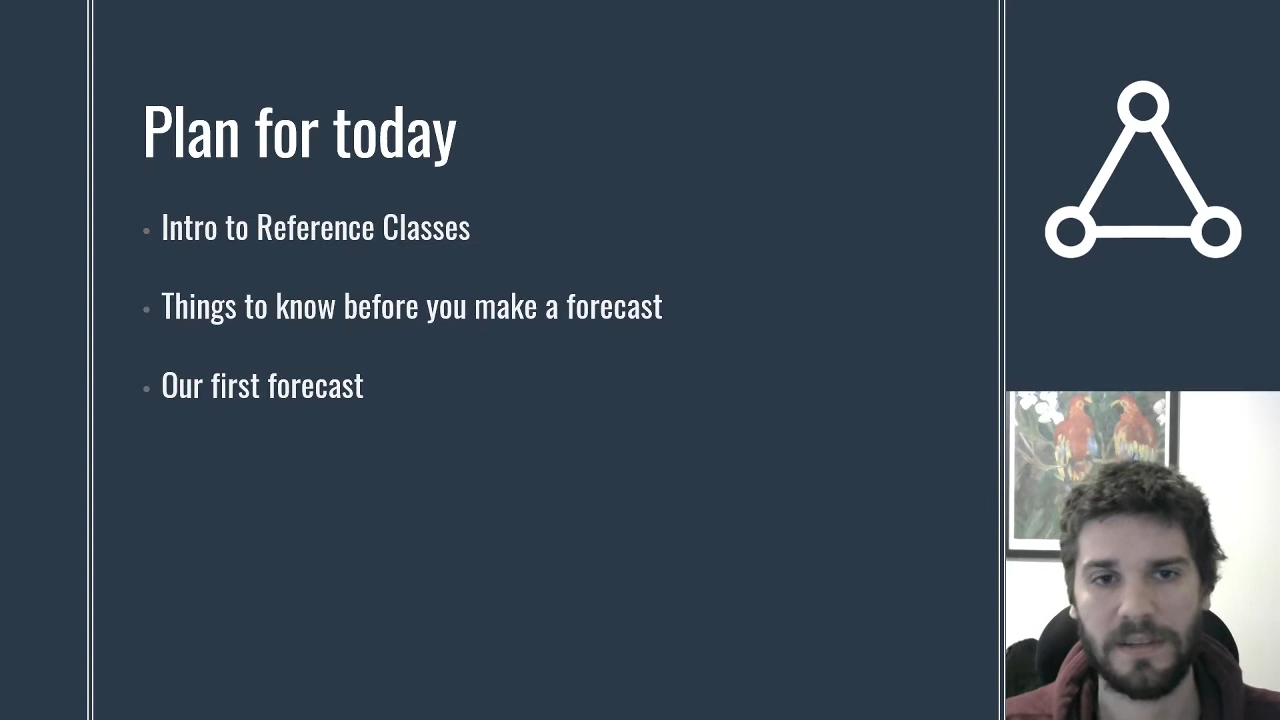 Plan for today
Intro to Reference Classes
Things to know before you make a forecast
Our first forecast